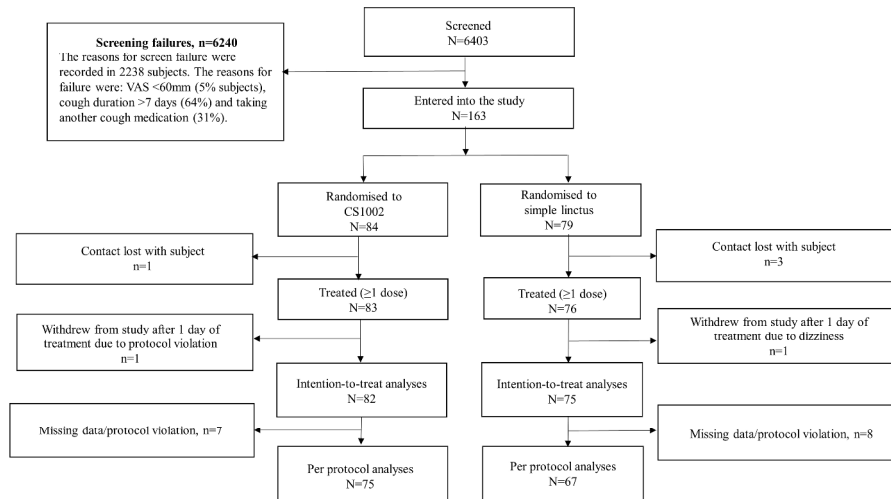 Screened
N=6403
Screening failures, n=6240
The reasons for screen failure were
recorded in 2238 subjects. The reasons for
failure were: VAS <60mm (5% subjects),
cough duration >7 days (64%) and taking
another cough medication (31%).
Entered into the study
N=163
Randomised to
CS1002
N=84
Randomised to
simple linctus
N=79
Contact lost with subject
n=1
Contact lost with subject
n=3
Treated (≥1 dose)
N=83
Treated (≥1 dose)
N=76
Withdrew from study after 1 day of
treatment due to protocol violation
n=1
Withdrew from study after 1 day of
treatment due to dizziness
n=1
Intention-to-treat analyses
N=82
Intention-to-treat analyses
N=75
Missing data/protocol violation, n=7
Missing data/protocol violation, n=8
Per protocol analyses
N=75
Per protocol analyses
N=67